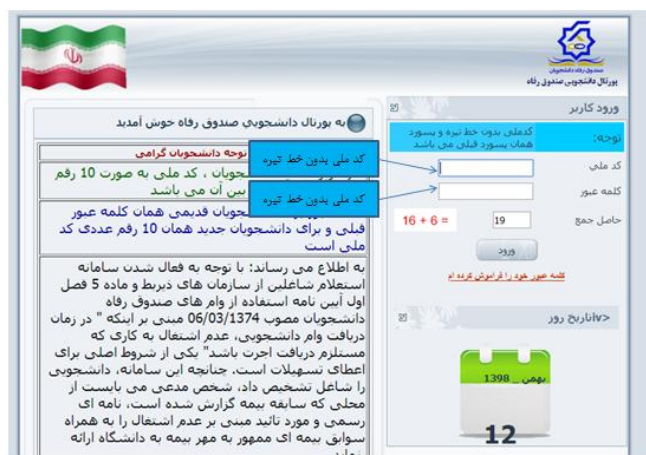 صندوق رفاه دانشجویان
پورتال دانشجویی صندوق رفاه
ورود کاربر
توجه:
کدملی بدون خط تیره و پسورد
همان پسورد قبلی می باشد
کد ملی
کلمه عبور
حاصل جمع
19
16 + 6 =
ورود
کلمه عبور خود را فراموش کرده ام
<vاتاریخ روز
بهمن _ 1398
12
به پورتال دانشجویی صندوق رفاه خوش آمدید
توجه دانشجویان گرامی
کد ملی بدون خط تیره
جویان ، کد ملی به صورت 10 رقم
بین آن می باشد
کد ملی بدون خط تیره
جویان قدیمی همان کلمه عبور
قبلی و برای دانشجویان جدید همان 10 رقم عددی کد
ملی است
به اطلاع می رساند: با توجه به فعال شدن سامانه
استعلام شاغلین از سازمان های ذیربط و ماده 5 فصل
اول آیین نامه استفاده از وام های صندوق رفاه
دانشجویان مصوب 06/03/1374 مبنی بر اینکه " در زمان
دریافت وام دانشجویی، عدم اشتغال به کاری که
مستلزم دریافت اجرت باشد" یکی از شروط اصلی برای
اعطای تسهیلات است. چنانچه این سامانه، دانشجویی
را شاغل تشخیص داد، شخص مدعی می بایست از
محلی که سابقه بیمه گزارش شده است، نامه ای
رسمی و مورد تائید مبنی بر عدم اشتغال را به همراه
سوابق بیمه ای ممهور به مهر بیمه به دانشگاه ارائه